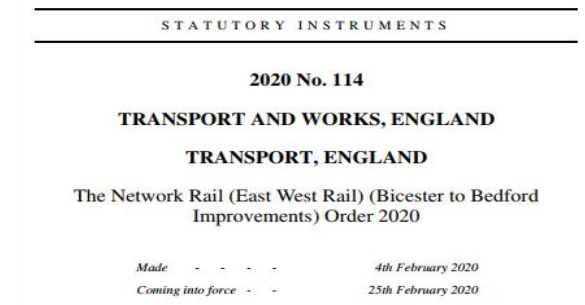 STATUTORY INSTRUMENTS
2020 No. 114
TRANSPORT AND WORKS, ENGLAND
TRANSPORT, ENGLAND
The Network Rail (East West Rail) (Bicester to Bedford
Improvements) Order 2020
Made - - - - 4th February 2020
Coming into force - - 25th February 2020